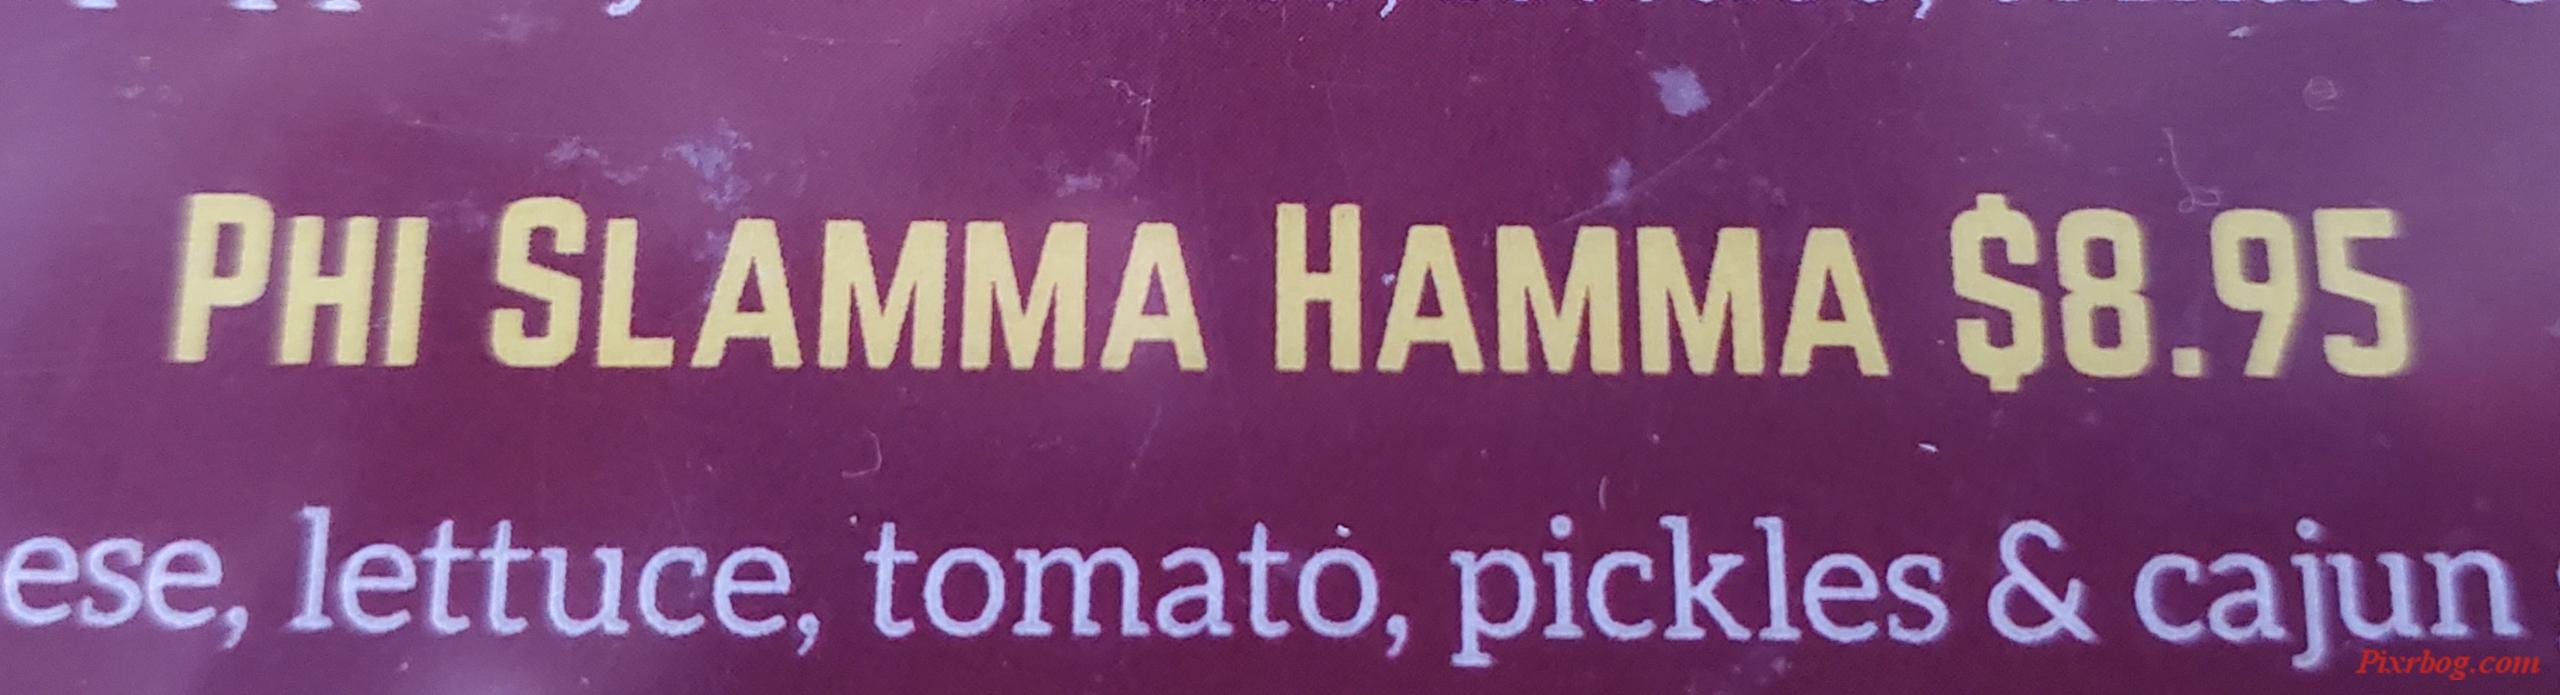 PHI SLAMMA HAMMA $8.95
ese, lettuce, tomato, pickles & cajun
Pixrbog.com